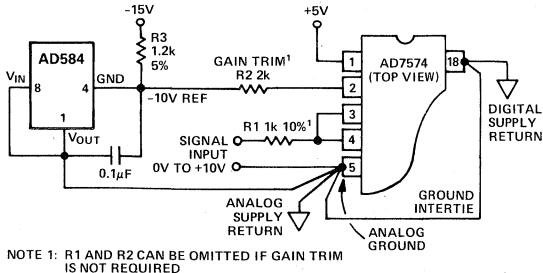 -15V
+5V
R3
1.2k
5%
AD584
AD7574
(TOP VIEW)
GAIN TRIM¹
R2 2k
VIN
8
4
GND
-10V REF
1
VOUT
0.1μF
1
2
3
4
5
18
R1 1k 10%¹
SIGNAL
INPUT
0V TO +10V
DIGITAL
SUPPLY
RETURN
ANALOG
SUPPLY
RETURN
GROUND
INTERTIE
ANALOG
GROUND
NOTE 1: R1 AND R2 CAN BE OMITTED IF GAIN TRIM
IS NOT REQUIRED